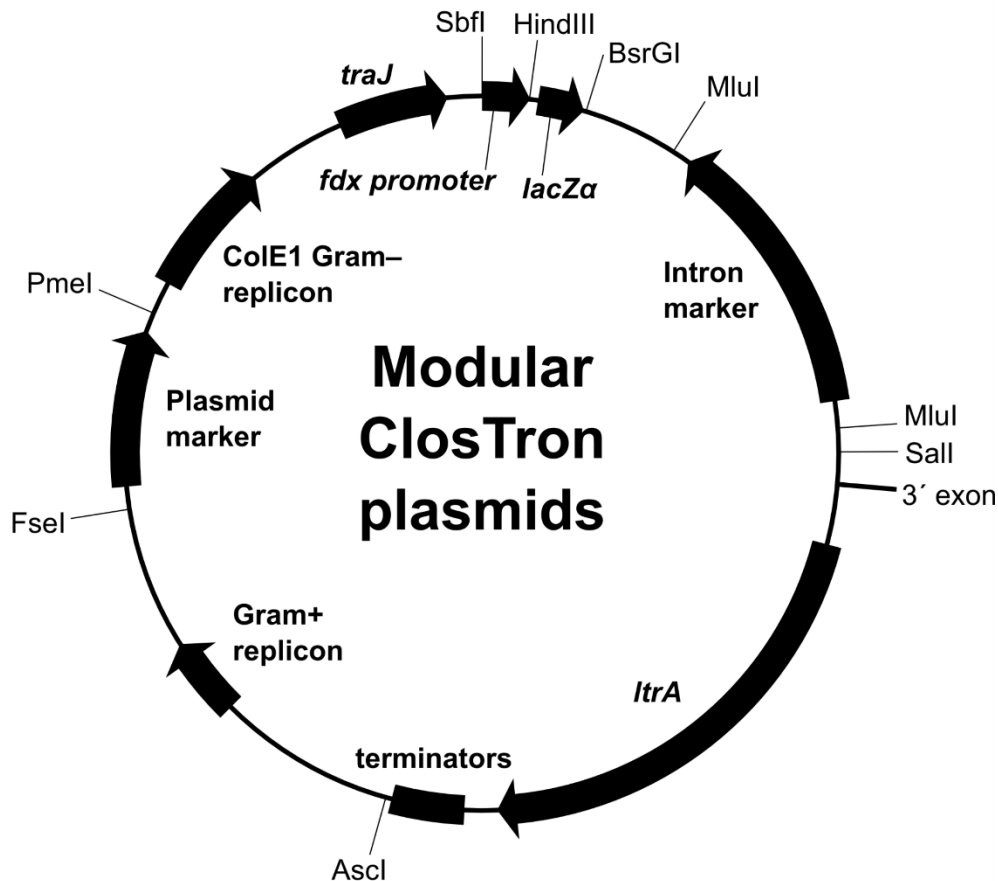 SbfI
HindIII
BsrGI
traJ
MluI
fdx promoter
lacZα
ColE1 Gram–
replicon
Intron
marker
PmeI
Modular
ClosTron
plasmids
Plasmid
marker
MluI
SalI
3´ exon
FseI
Gram+
replicon
ltrA
terminators
AscI